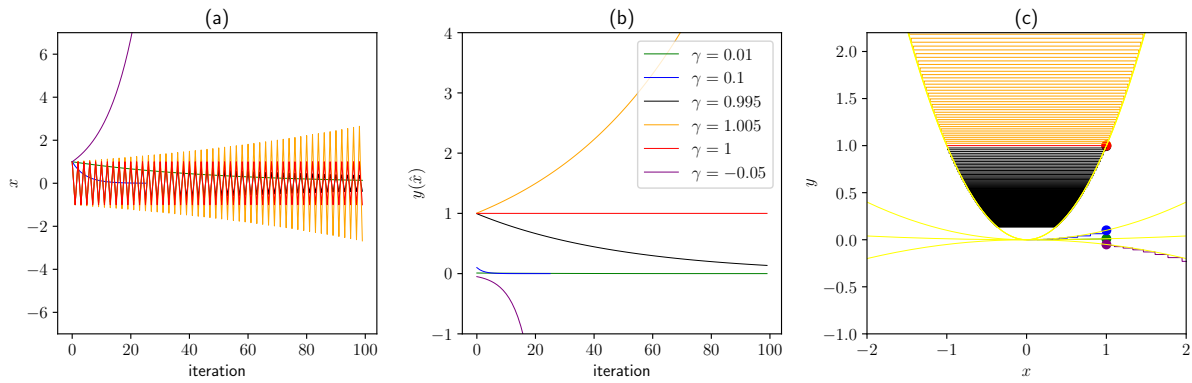 (a)
6
4
2
0
−2
−4
−6
x
0
20
40
60
80
100
iteration
(b)
4
3
2
1
0
−1
y(x)
0
20
40
60
80
100
iteration
γ = 0.01
γ = 0.1
γ = 0.995
γ = 1.005
γ = 1
γ = −0.05
(c)
2.0
1.5
1.0
0.5
0.0
−0.5
−1.0
y
−2
−1
0
1
2
x